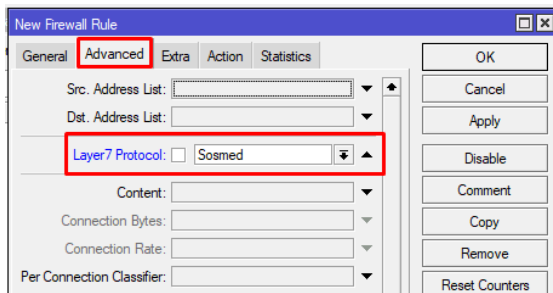 New Firewall Rule
General Advanced Extra Action Statistics
Src. Address List:
Dst. Address List:
Layer7 Protocol: Sosmed
Content:
Connection Bytes:
Connection Rate:
Per Connection Classifier:
OK
Cancel
Apply
Disable
Comment
Copy
Remove
Reset Counters